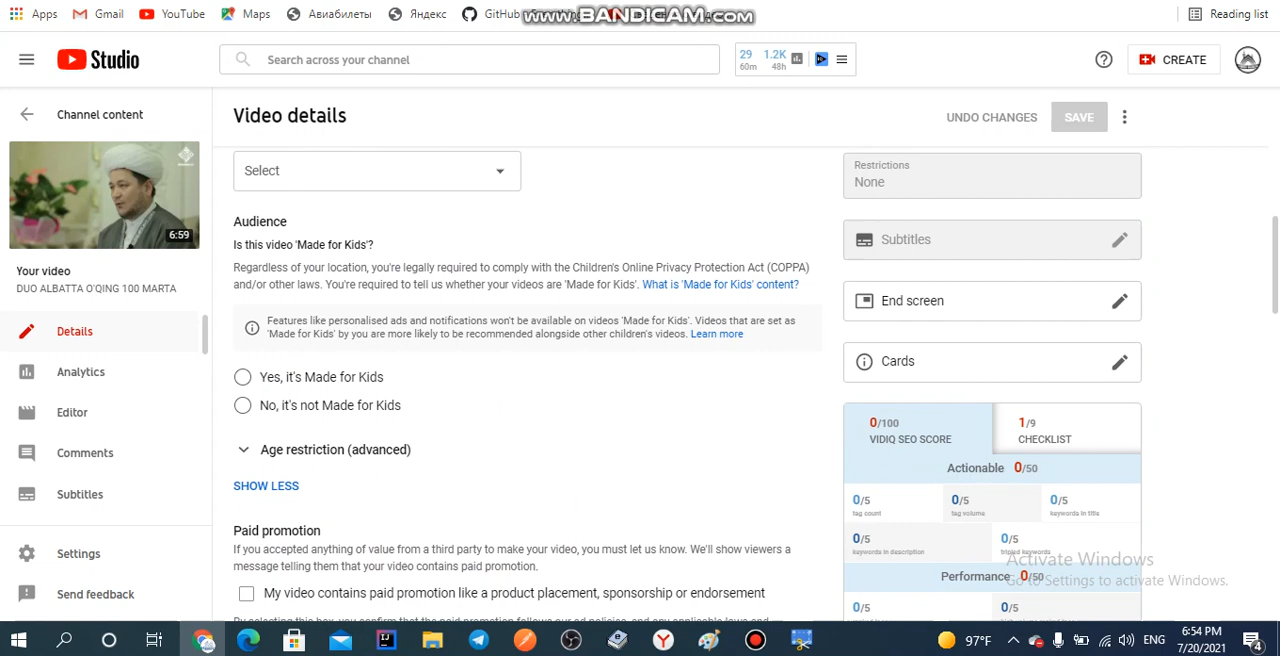 Apps
Gmail
YouTube
Maps
Авиабилеты
Яндекс
GitHub
www.BANDICAM.com
Reading list
Studio
Search across your channel
29
60m
1.2K
48h
CREATE
Channel content
Video details
UNDO CHANGES
SAVE
6:59
Your video
DUO ALBATTA O'QING 100 MARTA
Details
Analytics
Editor
Comments
Subtitles
Settings
Send feedback
Select
Audience
Is this video 'Made for Kids'?
Regardless of your location, you're legally required to comply with the Children's Online Privacy Protection Act (COPPA)
and/or other laws. You're required to tell us whether your videos are 'Made for Kids'. What is 'Made for Kids' content?
Features like personalised ads and notifications won't be available on videos 'Made for Kids'. Videos that are set as
'Made for Kids' by you are more likely to be recommended alongside other children's videos. Learn more
Yes, it's Made for Kids
No, it's not Made for Kids
Age restriction (advanced)
SHOW LESS
Paid promotion
If you accepted anything of value from a third party to make your video, you must let us know. We'll show viewers a
message telling them that your video contains paid promotion.
My video contains paid promotion like a product placement, sponsorship or endorsement
Restrictions
None
Subtitles
End screen
Cards
0/100
VIDIQ SEO SCORE
1/9
CHECKLIST
Actionable 0/50
0/5
tag count
0/5
tag volume
0/5
keywords in title
0/5
keywords in description
0/5
tripled keywords
Performance 0/50
0/5
0/5
Activate Windows
Go to Settings to activate Windows.
97°F
ENG
6:54 PM
7/20/2021
4